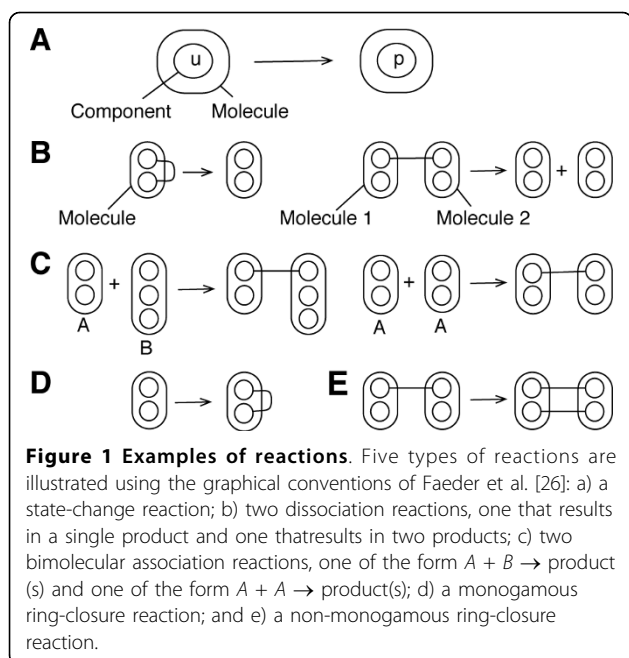 A
u
p
Component
Molecule
B
+
Molecule
Molecule 1
Molecule 2
C
+
+
A
A
A
B
D
E
Figure 1 Examples of reactions. Five types of reactions are
illustrated using the graphical conventions of Faeder et al. [26]: a) a
state-change reaction; b) two dissociation reactions, one that results
in a single product and one thatresults in two products; c) two
bimolecular association reactions, one of the form A + B → product
(s) and one of the form A + A → product(s); d) a monogamous
ring-closure reaction; and e) a non-monogamous ring-closure
reaction.